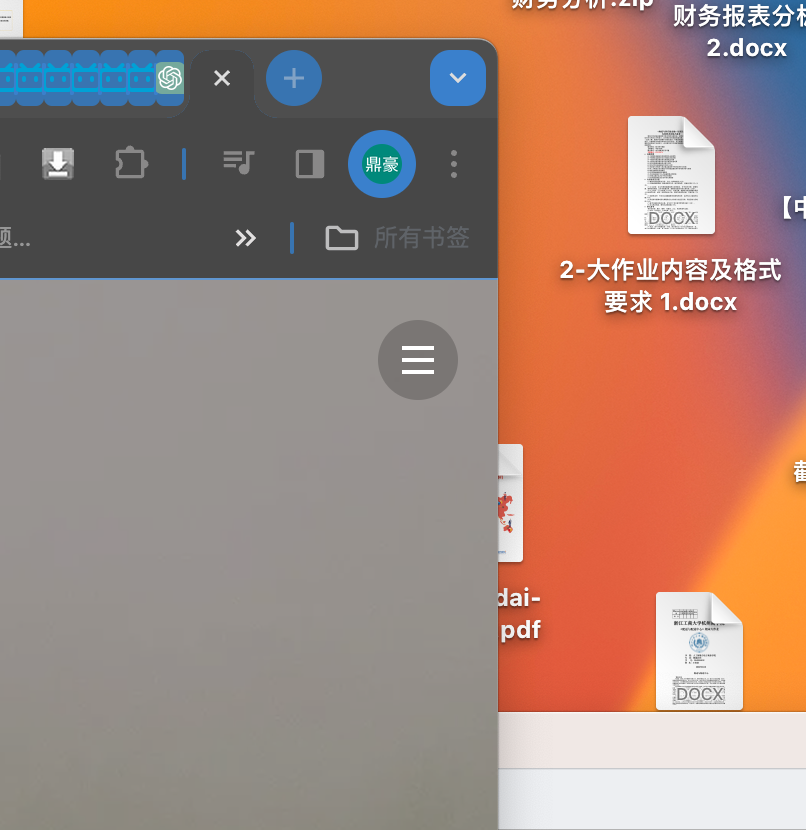 财务分析.zip
财务报表分析
2.docx
鼎豪
题...
所有书签
DOCX
【中
2-大作业内容及格式
要求 1.docx
截
dai-
pdf
DOCX